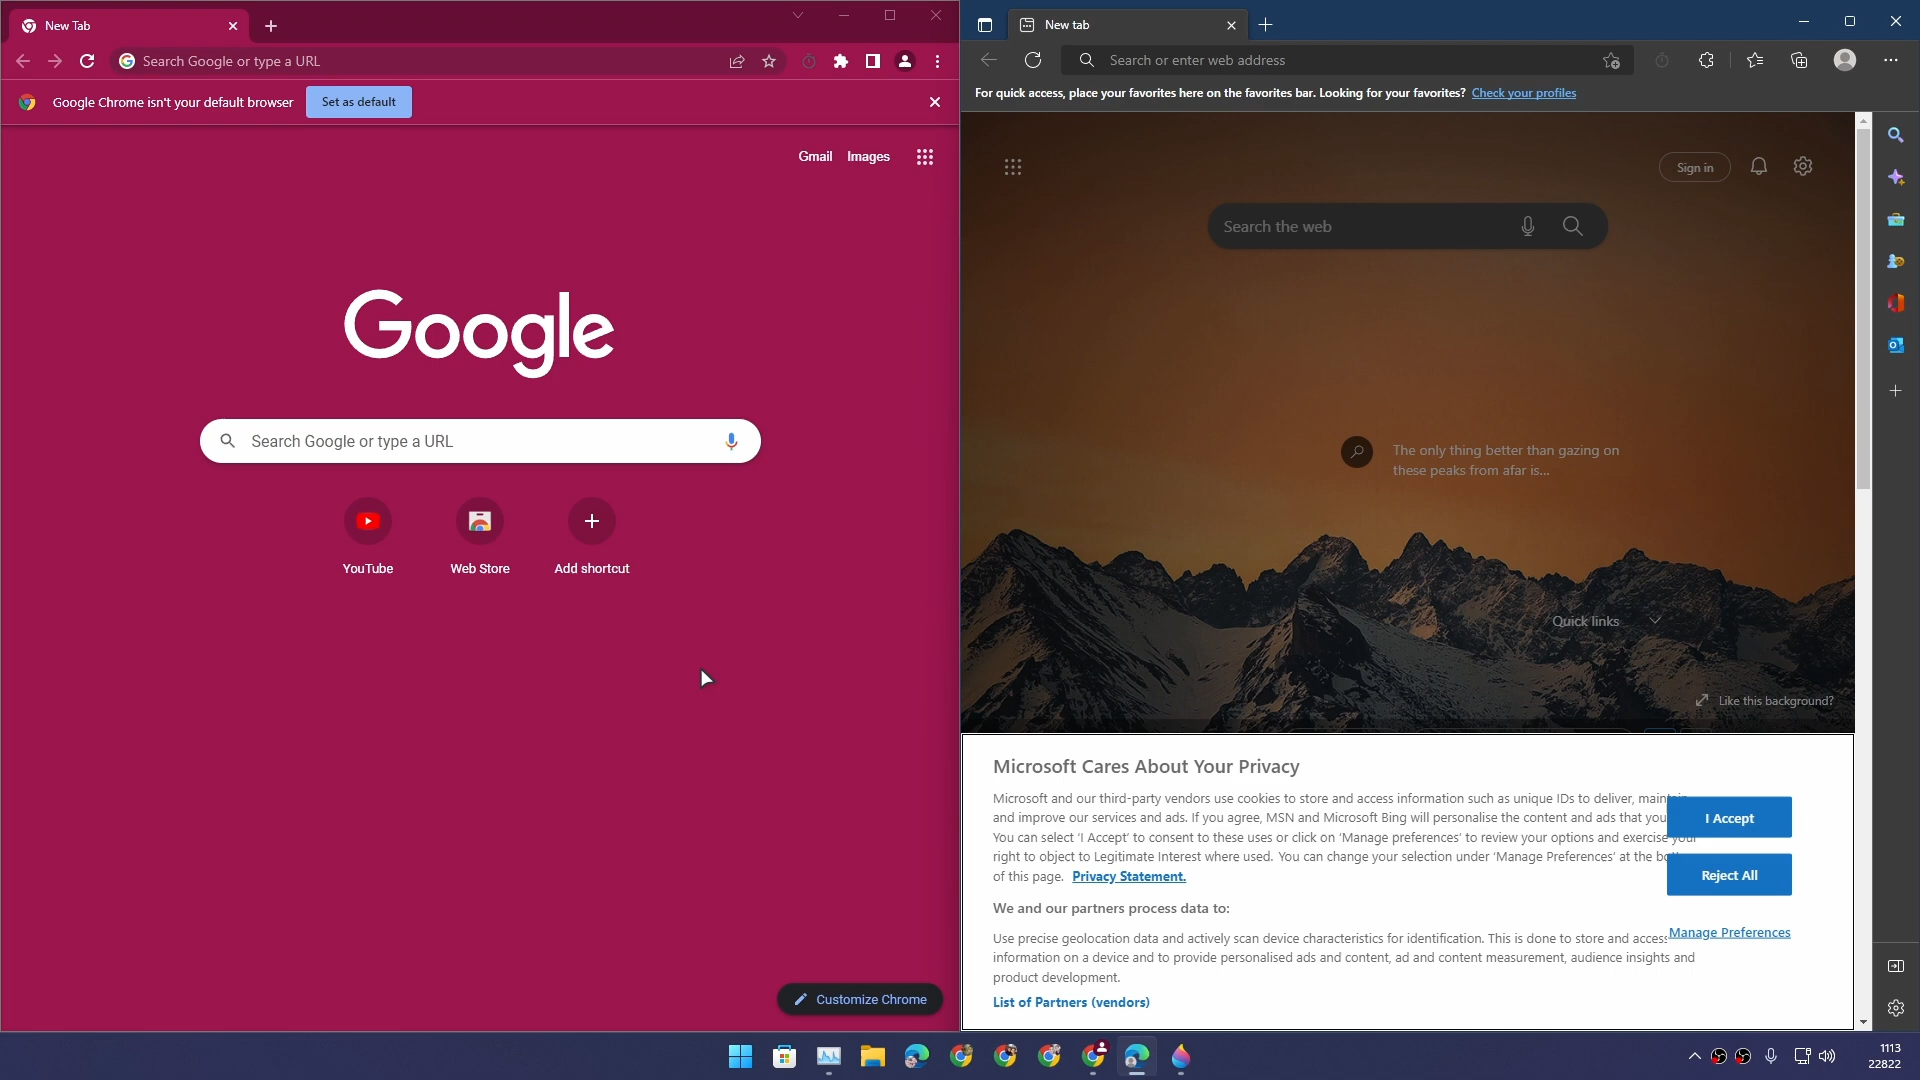 New Tab
Search Google or type a URL
Google Chrome isn't your default browser
Set as default
Gmail
Images
Google
Search Google or type a URL
YouTube
Web Store
Add shortcut
Customize Chrome
New tab
Search or enter web address
For quick access, place your favorites here on the favorites bar. Looking for your favorites? Check your profiles
Sign in
Search the web
The only thing better than gazing on
these peaks from afar is...
Quick links
Like this background?
Microsoft Cares About Your Privacy
Microsoft and our third-party vendors use cookies to store and access information such as unique IDs to deliver,
and improve our services and ads. If you agree, MSN and Microsoft Bing will personalise the content and ads that you
You can select 'I Accept' to consent to these uses or click on 'Manage preferences' to review your options and exercise your
right to object to Legitimate Interest where used. You can change your selection under 'Manage Preferences' at the
of this page. Privacy Statement.
We and our partners process data to:
Use precise geolocation data and actively scan device characteristics for identification. This is done to store and access
information on a device and to provide personalised ads and content, ad and content measurement, audience insights and
product development.
List of Partners (vendors)
I Accept
Reject All
Manage Preferences
1113
22822